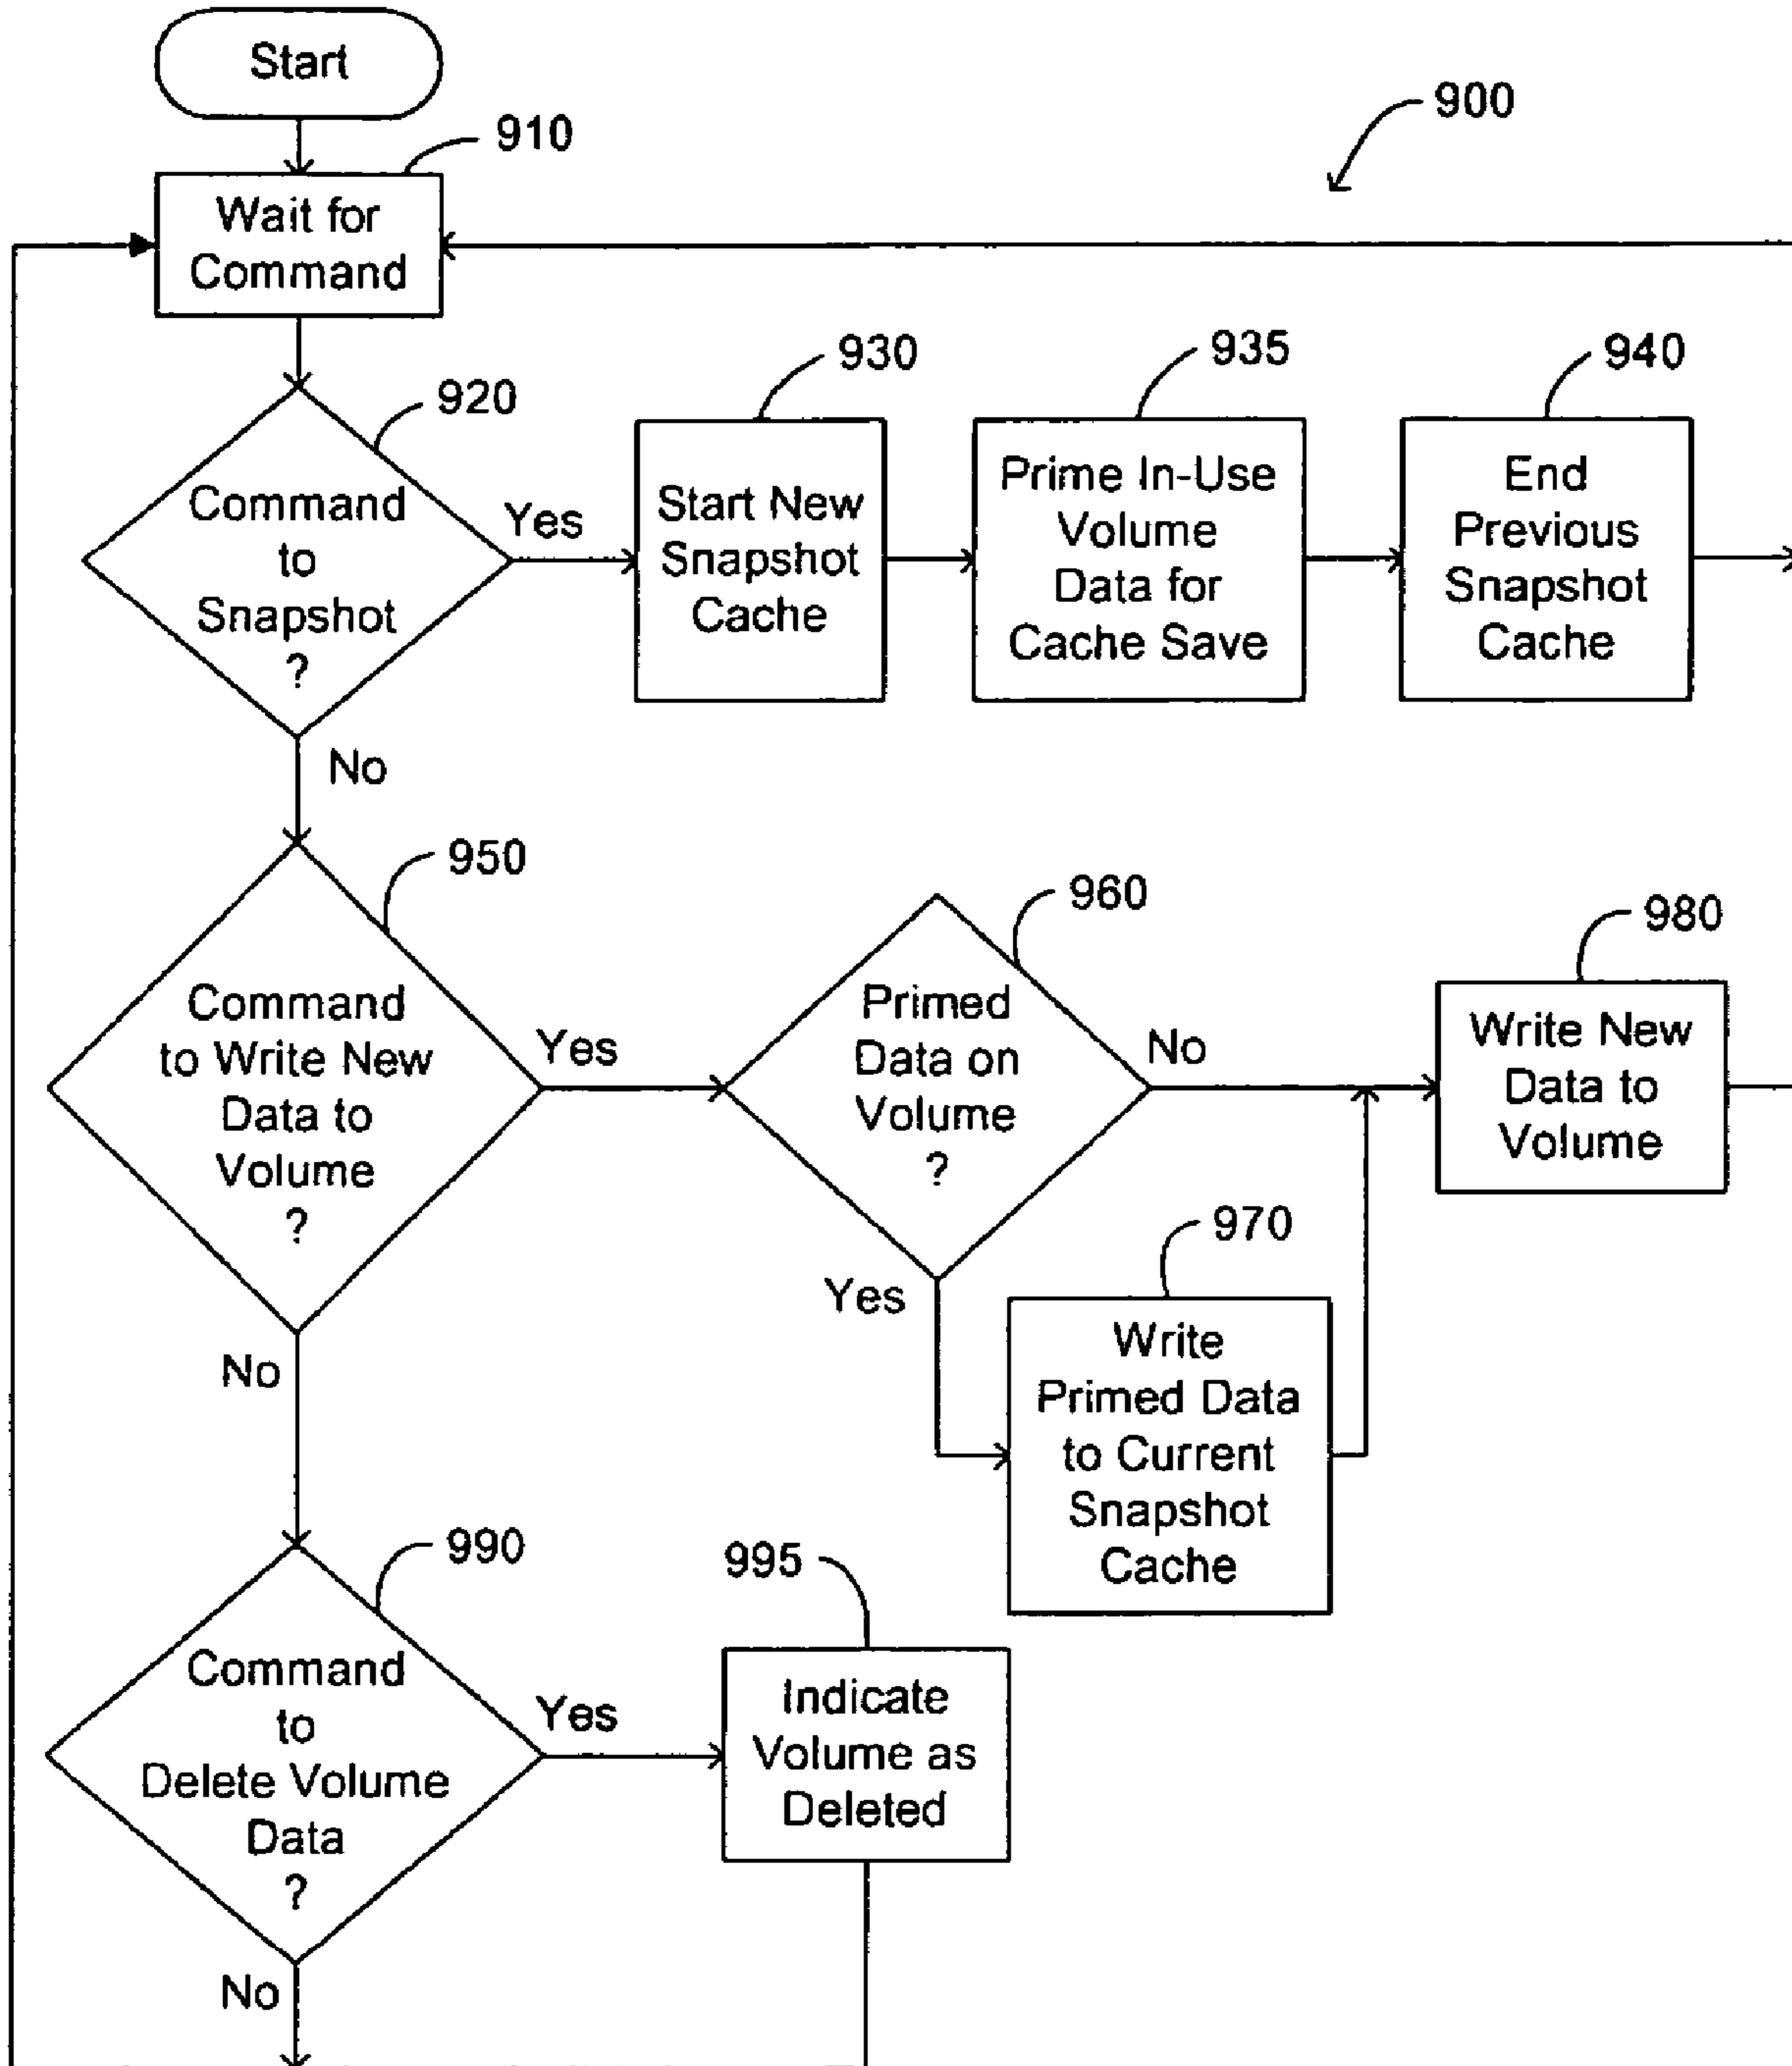 Start
900
910
Wait for
Command
920
Command
to
Snapshot
?
Yes
No
930
Start New
Snapshot
Cache
935
Prime In-Use
Volume
Data for
Cache Save
940
End
Previous
Snapshot
Cache
950
Command
to Write New
Data to
Volume
?
Yes
No
960
Primed
Data on
Volume
?
No
Yes
970
Write
Primed Data
to Current
Snapshot
Cache
980
Write New
Data to
Volume
990
Command
to
Delete Volume
Data
?
Yes
No
995
Indicate
Volume as
Deleted